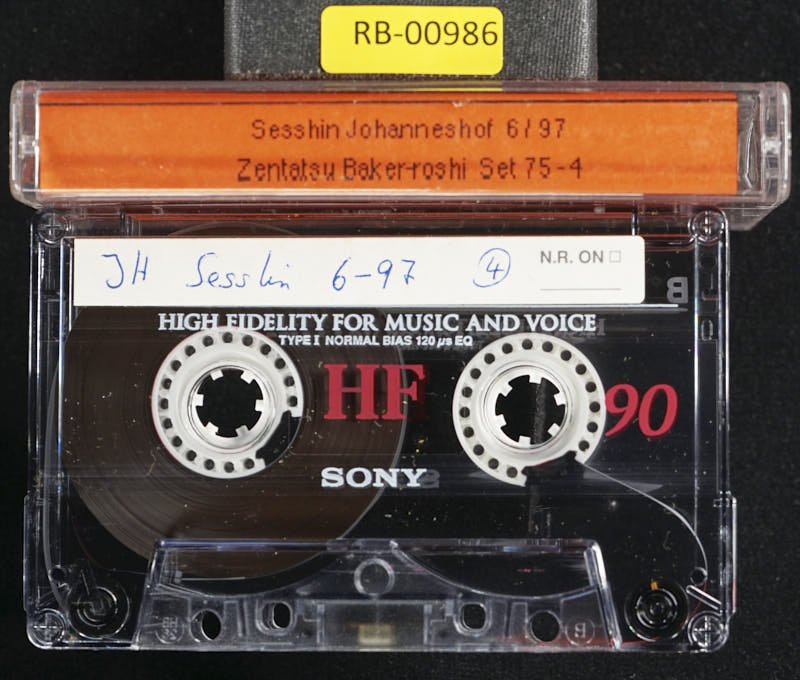 RB-00986
Sesshin Johanneshof 6/97
Zentatsu Baker-roshi Set 75-4
JH Sesshin 6-97 4
N.R. ON
B
HIGH FIDELITY FOR MUSIC AND VOICE
TYPE I NORMAL BIAS 120 µs EQ
HF 90
SONY